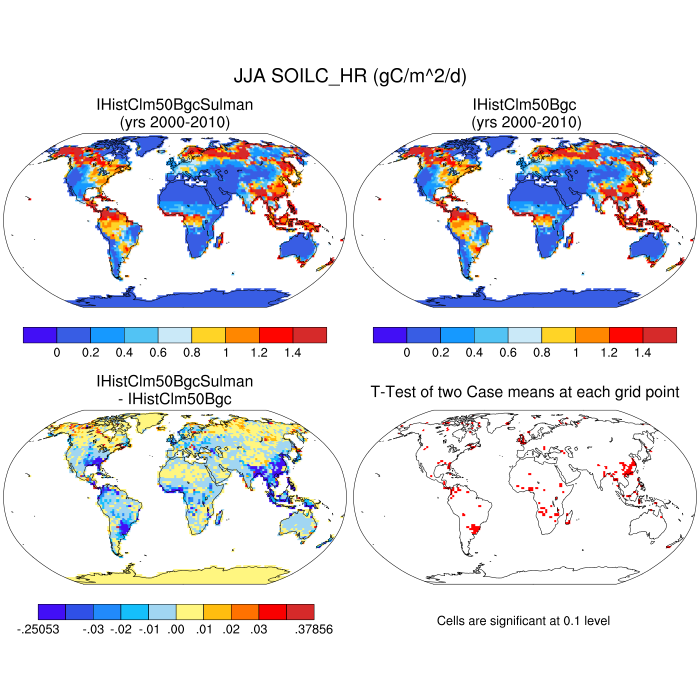 JJA SOILC_HR (gC/m^2/d)
IHistClm50BgcSulman
(yrs 2000-2010)
IHistClm50Bgc
(yrs 2000-2010)
0 0.2 0.4 0.6 0.8 1 1.2 1.4
0 0.2 0.4 0.6 0.8 1 1.2 1.4
IHistClm50BgcSulman
- IHistClm50Bgc
T-Test of two Case means at each grid point
-.25053 -.03 -.02 -.01 .00 .01 .02 .03 .37856
Cells are significant at 0.1 level